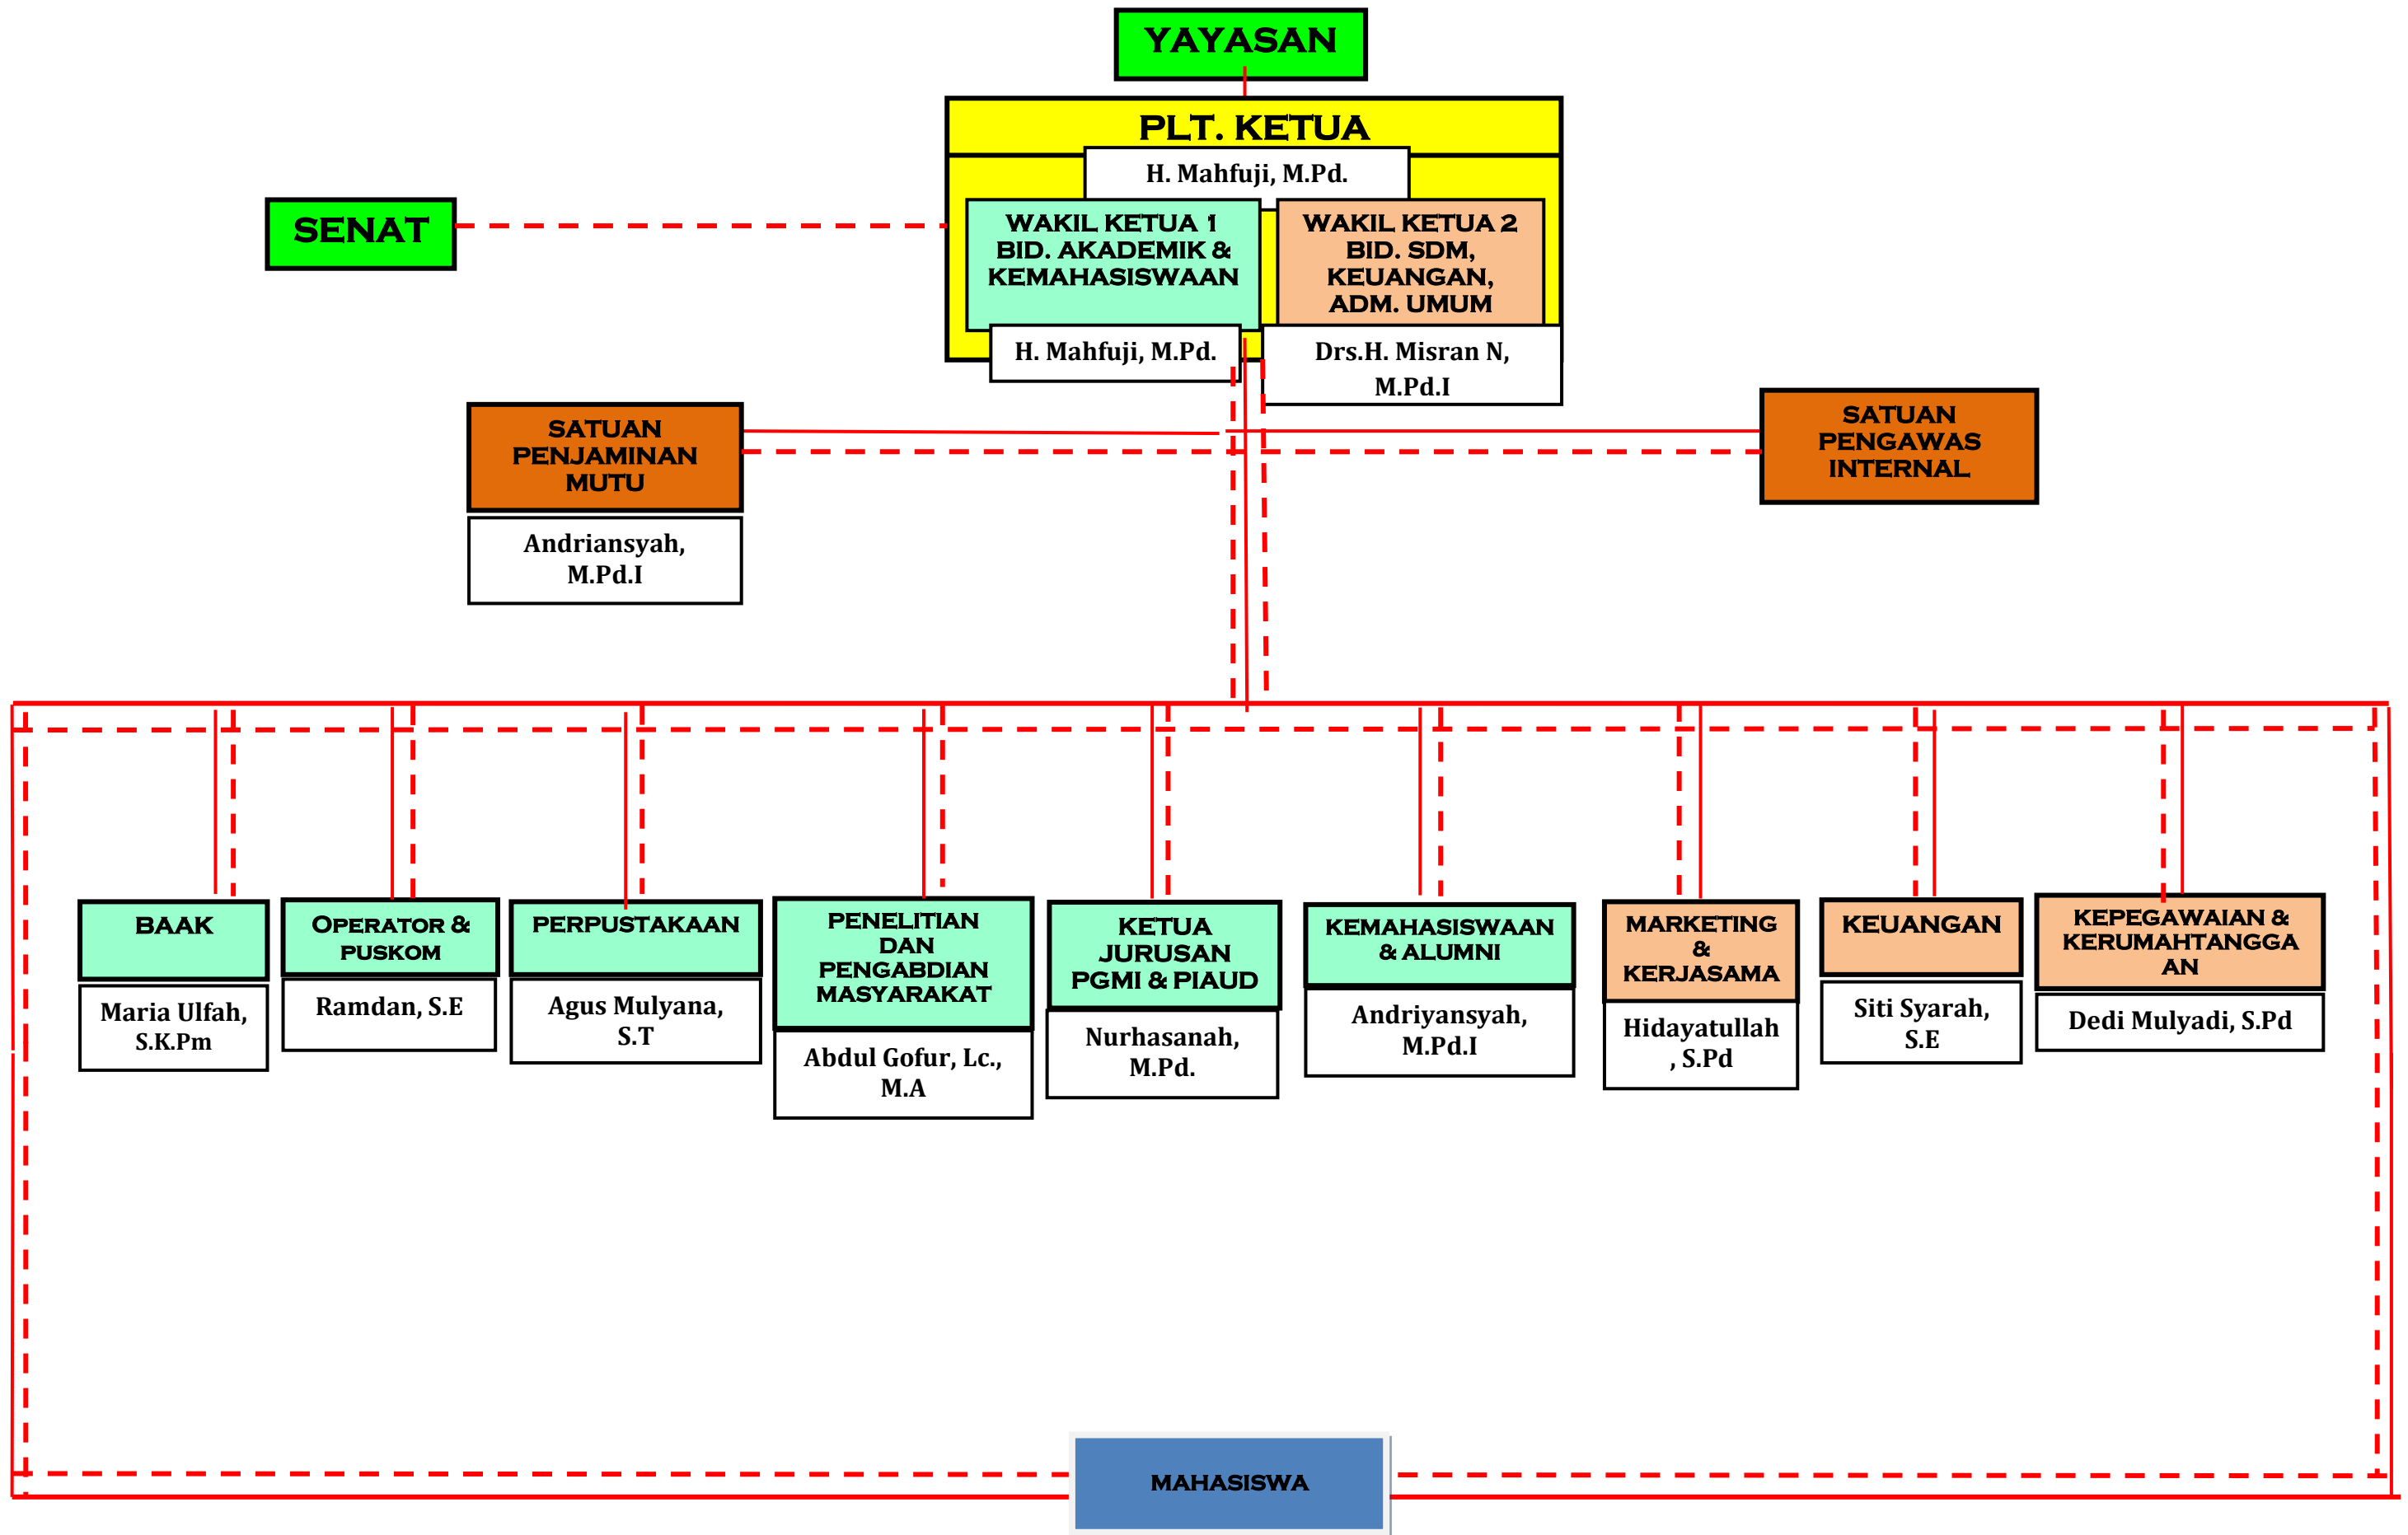 YAYASAN
PLT. KETUA
H. Mahfuji, M.Pd.
SENAT
WAKIL KETUA 1
BID. AKADEMIK &
KEMAHASISWAAN
H. Mahfuji, M.Pd.
WAKIL KETUA 2
BID. SDM,
KEUANGAN,
ADM. UMUM
Drs.H. Misran N,
M.Pd.I
SATUAN
PENJAMINAN
MUTU
Andriansyah,
M.Pd.I
SATUAN
PENGAWAS
INTERNAL
BAAK
Maria Ulfah,
S.K.Pm
OPERATOR &
PUSKOM
Ramdan, S.E
PERPUSTAKAAN
Agus Mulyana,
S.T
PENELITIAN
DAN
PENGABDIAN
MASYARAKAT
Abdul Gofur, Lc.,
M.A
KETUA
JURUSAN
PGMI & PIAUD
Nurhasanah,
M.Pd.
KEMAHASISWAAN
& ALUMNI
Andriyansyah,
M.Pd.I
MARKETING
&
KERJASAMA
Hidayatullah
, S.Pd
KEUANGAN
Siti Syarah,
S.E
KEPEGAWAIAN &
KERUMAHTANGGA
AN
Dedi Mulyadi, S.Pd
MAHASISWA